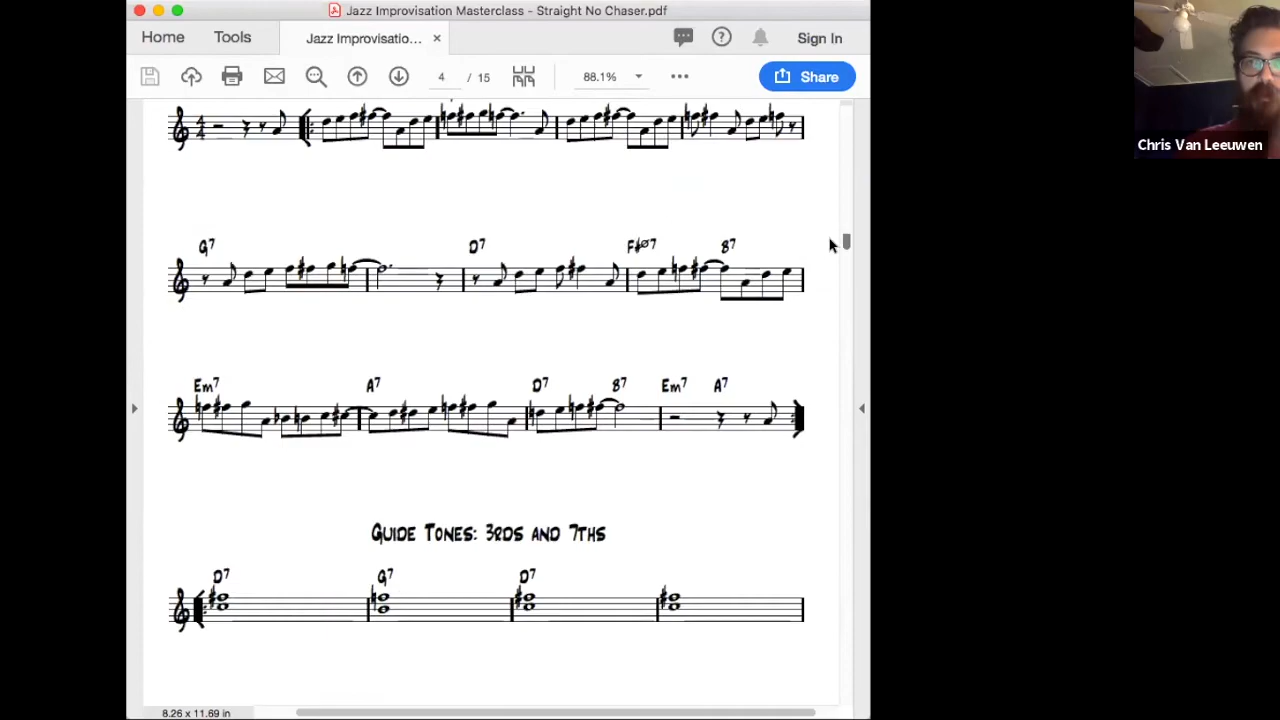 Jazz Improvisation Masterclass - Straight No Chaser.pdf
Home Tools Jazz Improvisatio... × ? Sign In
4 / 15 88.1% Share
Chris Van Leeuwen
G7 D7 F#ø7 B7
Em7 A7 D7 B7 Em7 A7
GUIDE TONES: 3RDS AND 7THS
D7 G7 D7
8.26 x 11.69 in